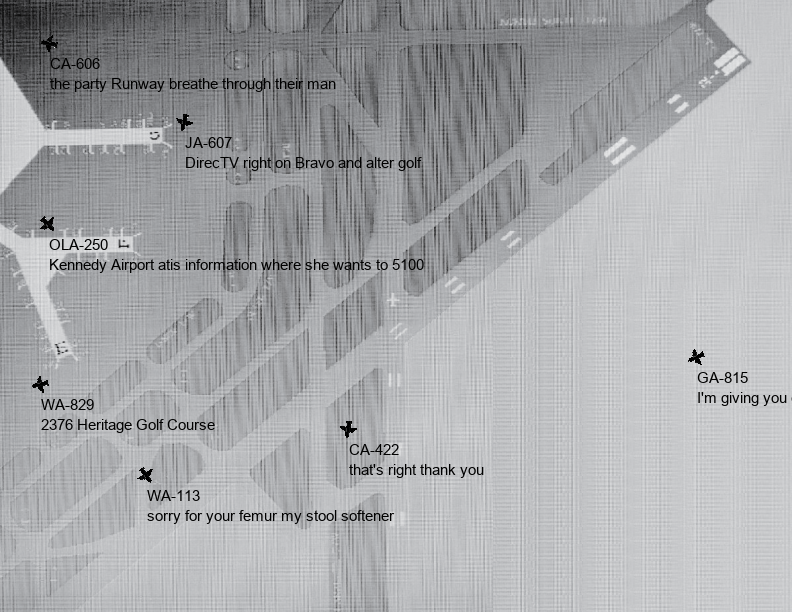 CA-606
the party Runway breathe through their man
JA-607
DirecTV right on Bravo and alter golf
OLA-250
Kennedy Airport atis information where she wants to 5100
GA-815
I'm giving you
WA-829
2376 Heritage Golf Course
CA-422
that's right thank you
WA-113
sorry for your femur my stool softener